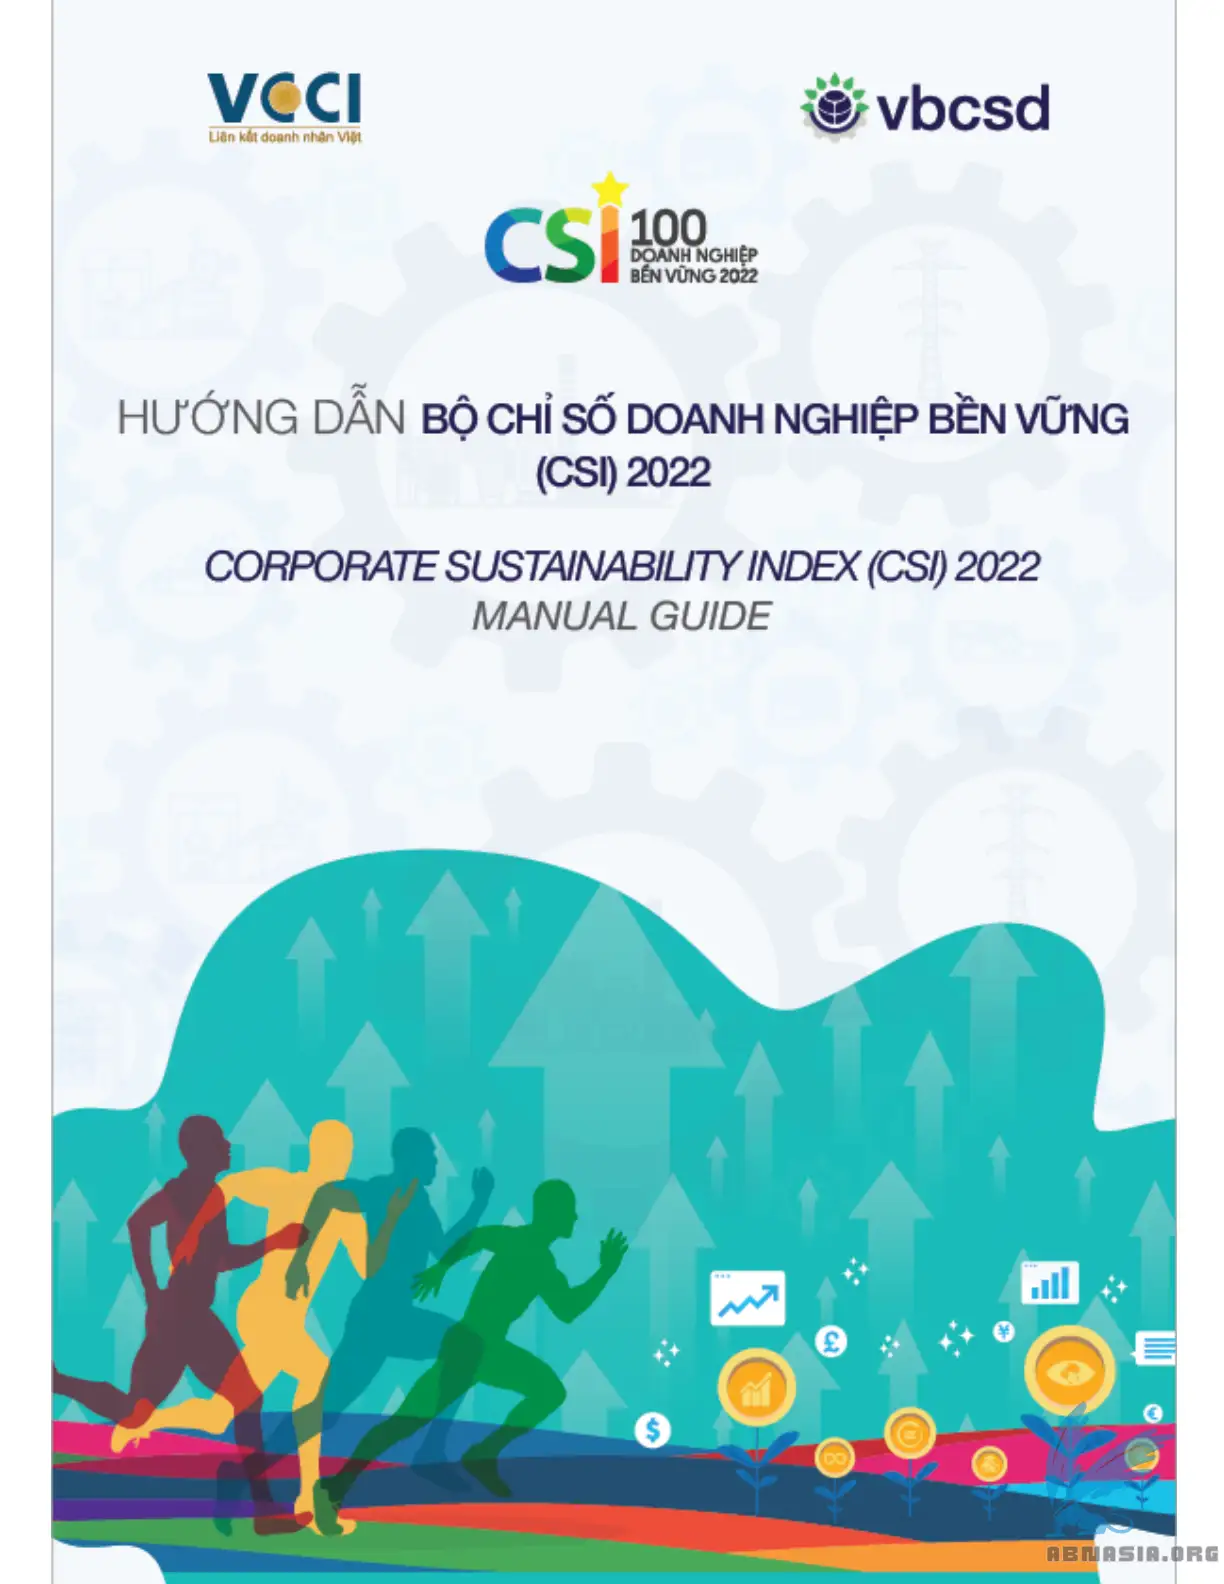 VCCI
Liên kết doanh nhân Việt
vbcsd
CSI 100
DOANH NGHIỆP
BỀN VỮNG 2022
HƯỚNG DẪN BỘ CHỈ SỐ DOANH NGHIỆP BỀN VỮNG
(CSI) 2022
CORPORATE SUSTAINABILITY INDEX (CSI) 2022
MANUAL GUIDE
£
¥
$
€
ABNASIA.ORG